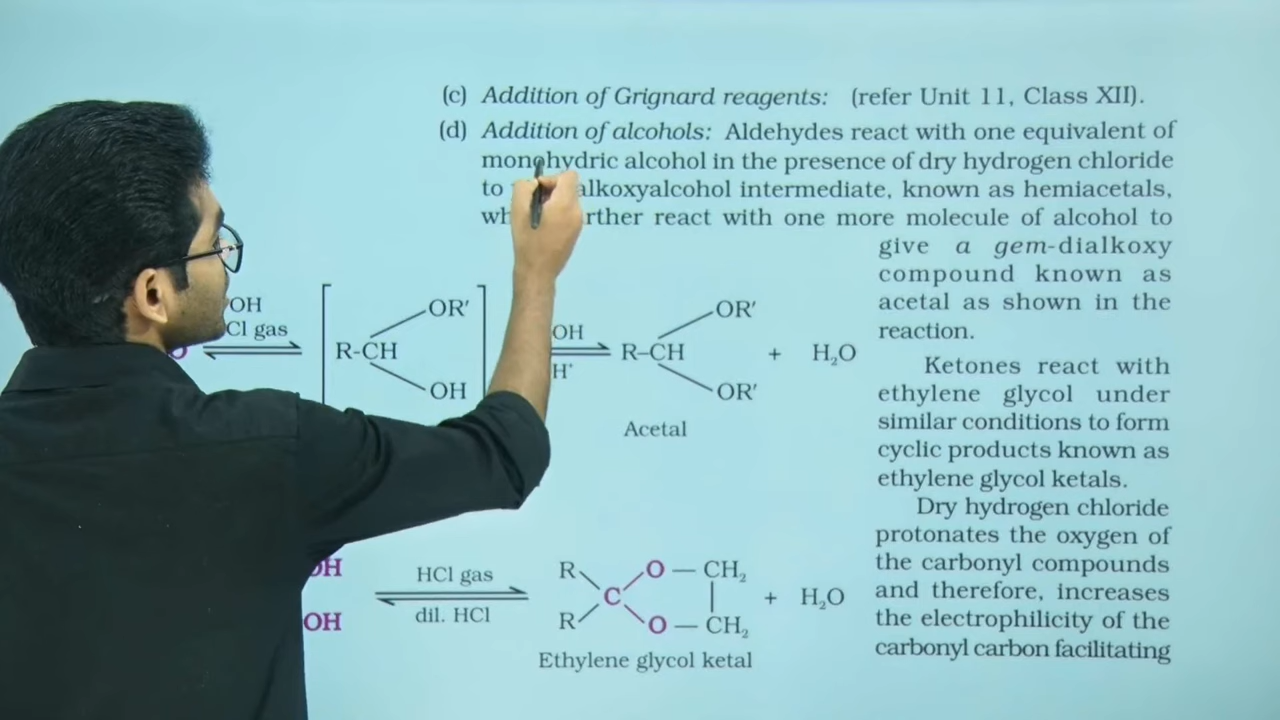 (c) Addition of Grignard reagents: (refer Unit 11, Class XII).
(d) Addition of alcohols: Aldehydes react with one equivalent of
monohydric alcohol in the presence of dry hydrogen chloride
to alkoxyalcohol intermediate, known as hemiacetals,
react with one more molecule of alcohol to
give a gem-dialkoxy
compound known as
acetal as shown in the
reaction.
OH
Cl gas
OR′
R-CH
OH
OH
H⁺
OR′
R–CH + H₂O
OR′
Acetal
Ketones react with
ethylene glycol under
similar conditions to form
cyclic products known as
ethylene glycol ketals.
Dry hydrogen chloride
protonates the oxygen of
the carbonyl compounds
and therefore, increases
the electrophilicity of the
carbonyl carbon facilitating
OH
OH
HCl gas
dil. HCl
R O — CH₂
C + H₂O
R O — CH₂
Ethylene glycol ketal